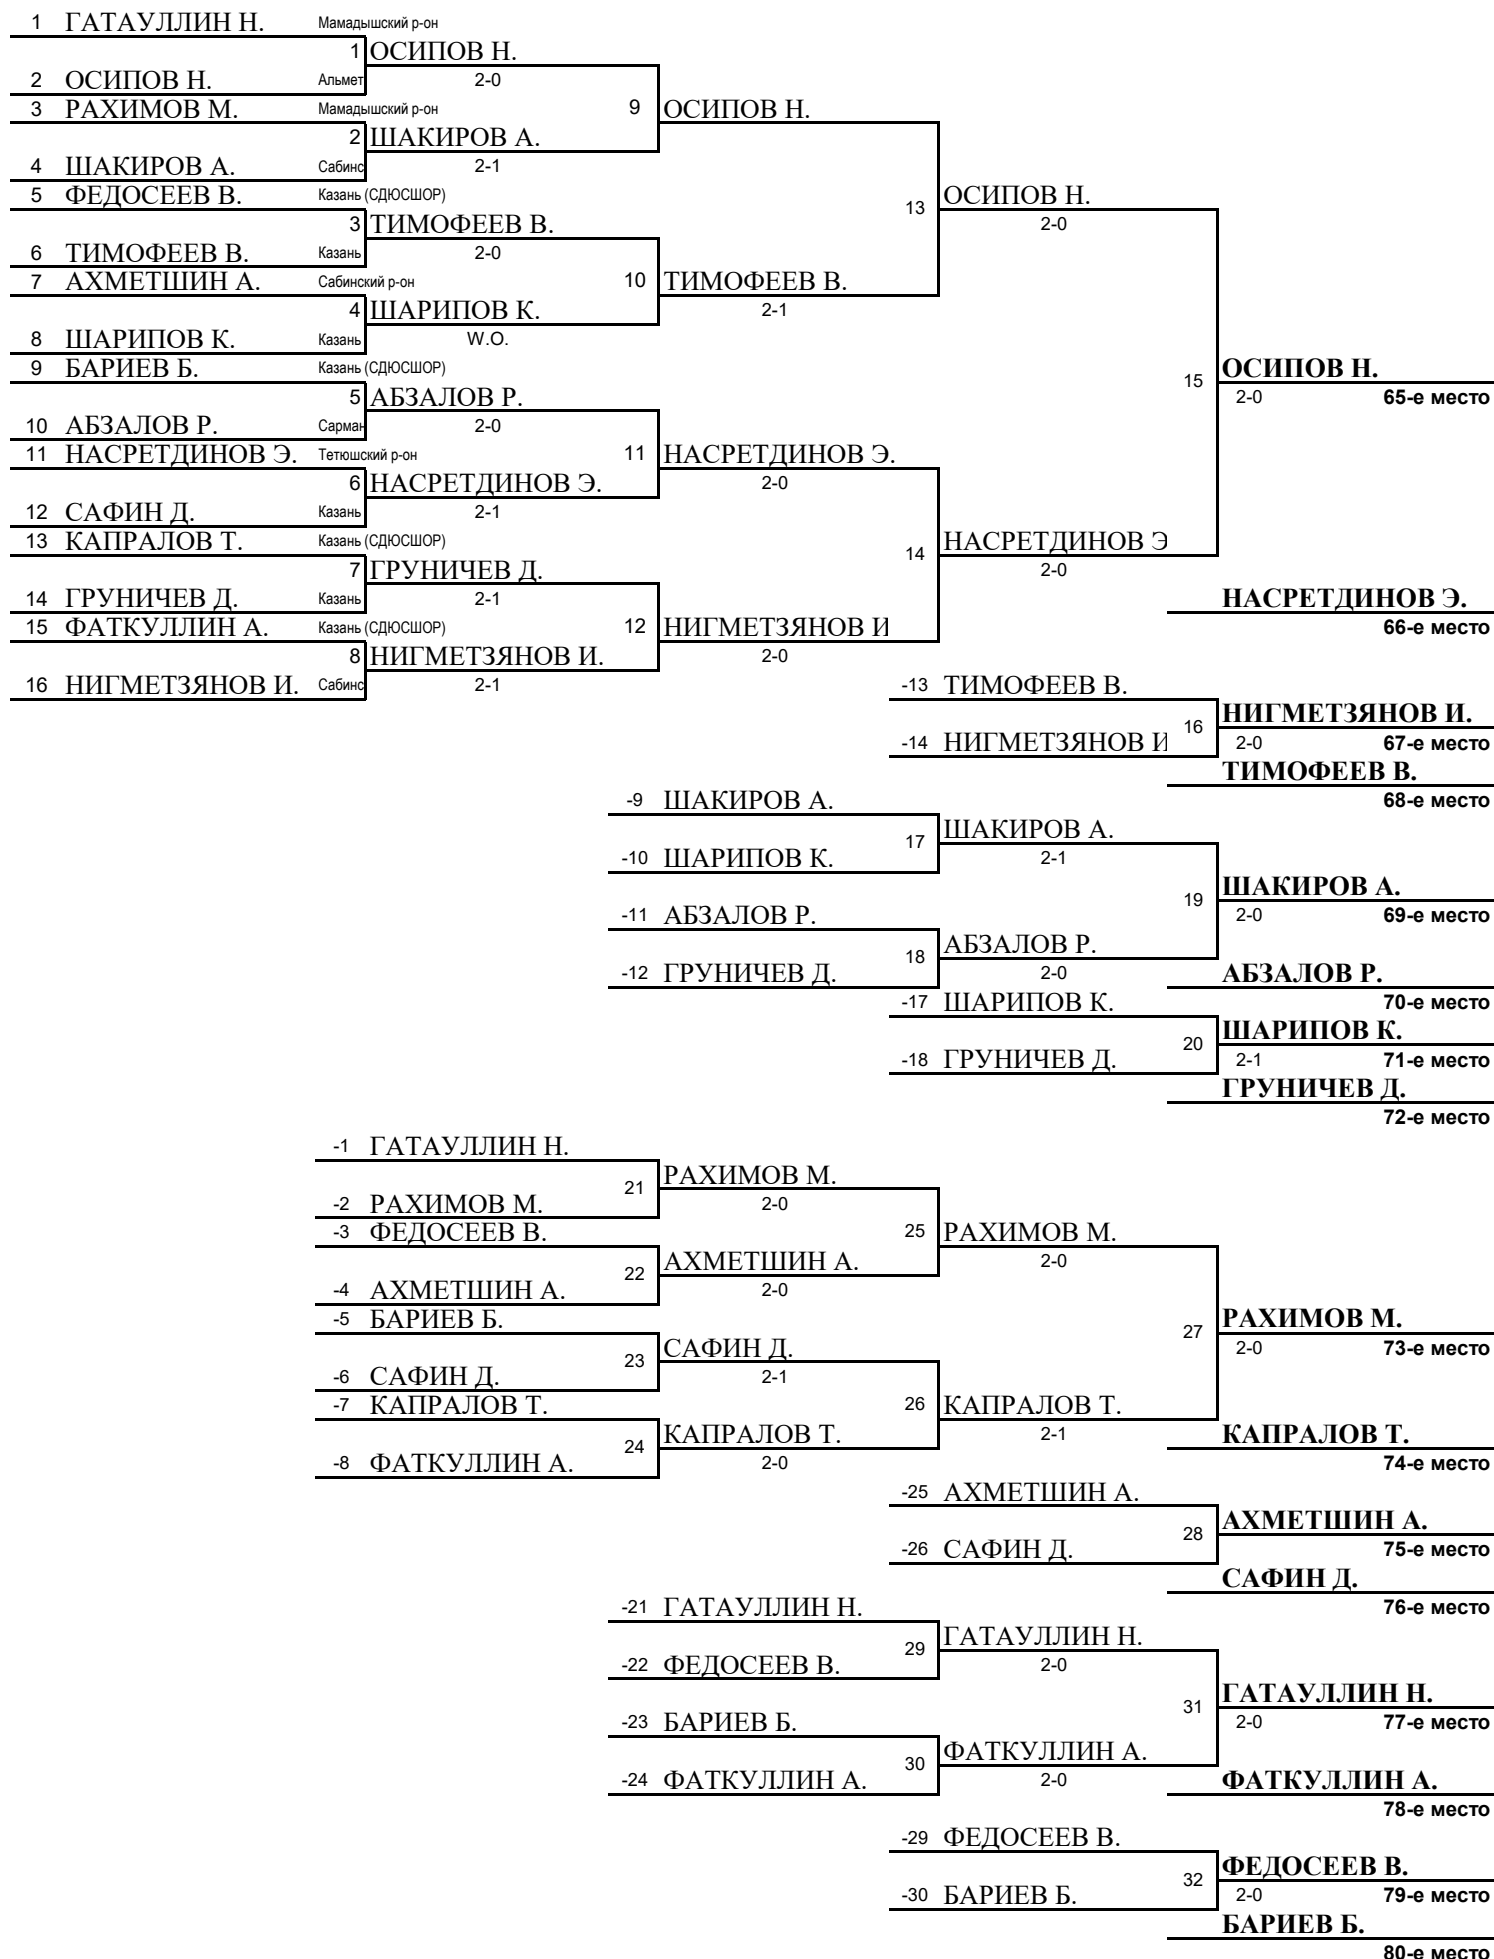 1 ГАТАУЛЛИН Н. Мамадышский р-он
1 ОСИПОВ Н.
2 ОСИПОВ Н. Альмет 2-0
3 РАХИМОВ М. Мамадышский р-он 9 ОСИПОВ Н.
2 ШАКИРОВ А.
4 ШАКИРОВ А. Сабинс 2-1
5 ФЕДОСЕЕВ В. Казань (СДЮСШОР) 13 ОСИПОВ Н.
3 ТИМОФЕЕВ В. 2-0
6 ТИМОФЕЕВ В. Казань 2-0
7 АХМЕТШИН А. Сабинский р-он 10 ТИМОФЕЕВ В.
4 ШАРИПОВ К. 2-1
8 ШАРИПОВ К. Казань W.O.
9 БАРИЕВ Б. Казань (СДЮСШОР) 15 ОСИПОВ Н.
5 АБЗАЛОВ Р. 2-0 65-е место
10 АБЗАЛОВ Р. Сарман 2-0
11 НАСРЕТДИНОВ Э. Тетюшский р-он 11 НАСРЕТДИНОВ Э.
6 НАСРЕТДИНОВ Э. 2-0
12 САФИН Д. Казань 2-1
13 КАПРАЛОВ Т. Казань (СДЮСШОР) 14 НАСРЕТДИНОВ Э
7 ГРУНИЧЕВ Д. 2-0
14 ГРУНИЧЕВ Д. Казань 2-1 НАСРЕТДИНОВ Э.
15 ФАТКУЛЛИН А. Казань (СДЮСШОР) 12 НИГМЕТЗЯНОВ И 66-е место
8 НИГМЕТЗЯНОВ И. 2-0
16 НИГМЕТЗЯНОВ И. Сабинс 2-1 -13 ТИМОФЕЕВ В.
16 НИГМЕТЗЯНОВ И.
-14 НИГМЕТЗЯНОВ И 2-0 67-е место
ТИМОФЕЕВ В.
-9 ШАКИРОВ А. 68-е место
17 ШАКИРОВ А.
-10 ШАРИПОВ К. 2-1
19 ШАКИРОВ А.
-11 АБЗАЛОВ Р. 2-0 69-е место
18 АБЗАЛОВ Р.
-12 ГРУНИЧЕВ Д. 2-0 АБЗАЛОВ Р.
-17 ШАРИПОВ К. 70-е место
20 ШАРИПОВ К.
-18 ГРУНИЧЕВ Д. 2-1 71-е место
ГРУНИЧЕВ Д.
72-е место
-1 ГАТАУЛЛИН Н.
21 РАХИМОВ М.
-2 РАХИМОВ М. 2-0
-3 ФЕДОСЕЕВ В. 25 РАХИМОВ М.
22 АХМЕТШИН А. 2-0
-4 АХМЕТШИН А. 2-0
-5 БАРИЕВ Б. 27 РАХИМОВ М.
23 САФИН Д. 2-0 73-е место
-6 САФИН Д. 2-1
-7 КАПРАЛОВ Т. 26 КАПРАЛОВ Т.
24 КАПРАЛОВ Т. 2-1 КАПРАЛОВ Т.
-8 ФАТКУЛЛИН А. 2-0 74-е место
-25 АХМЕТШИН А.
28 АХМЕТШИН А.
-26 САФИН Д. 75-е место
САФИН Д.
-21 ГАТАУЛЛИН Н. 76-е место
29 ГАТАУЛЛИН Н.
-22 ФЕДОСЕЕВ В. 2-0
31 ГАТАУЛЛИН Н.
-23 БАРИЕВ Б. 2-0 77-е место
30 ФАТКУЛЛИН А.
-24 ФАТКУЛЛИН А. 2-0 ФАТКУЛЛИН А.
78-е место
-29 ФЕДОСЕЕВ В.
32 ФЕДОСЕЕВ В.
-30 БАРИЕВ Б. 2-0 79-е место
БАРИЕВ Б.
80-е место